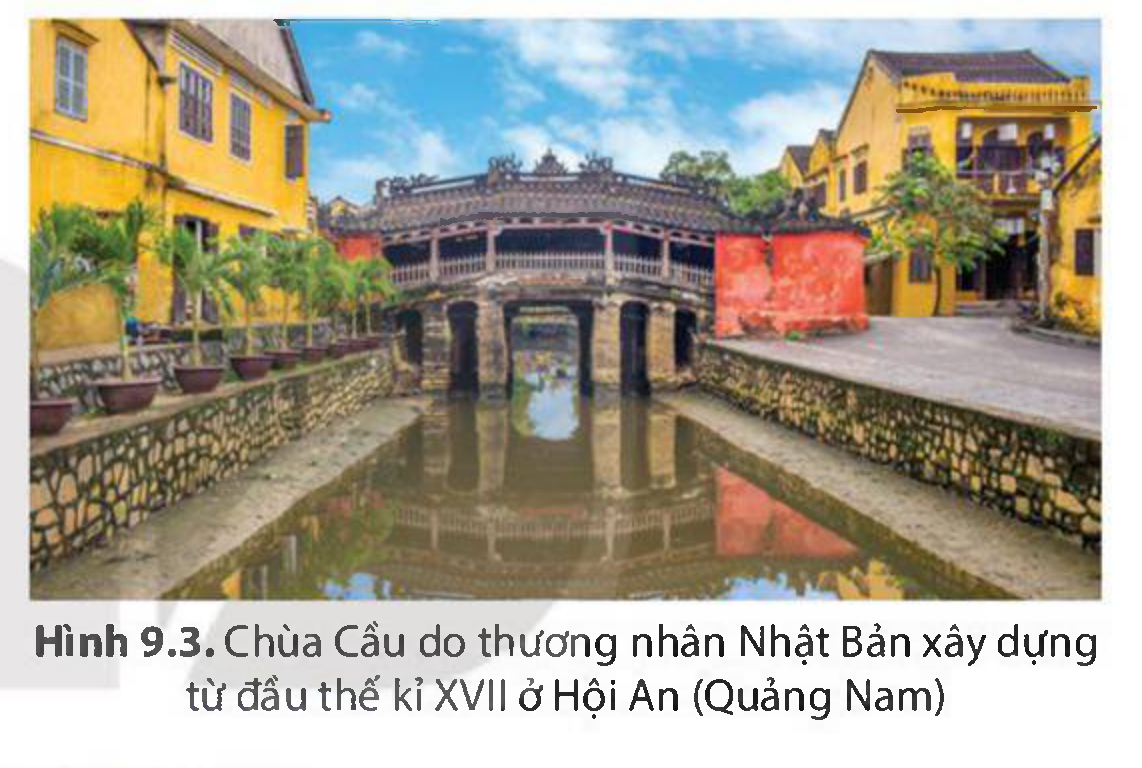 Hình 9.3. Chùa Cầu do thương nhân Nhật Bản xây dựng
từ đầu thế kỉ XVII ở Hội An (Quảng Nam)